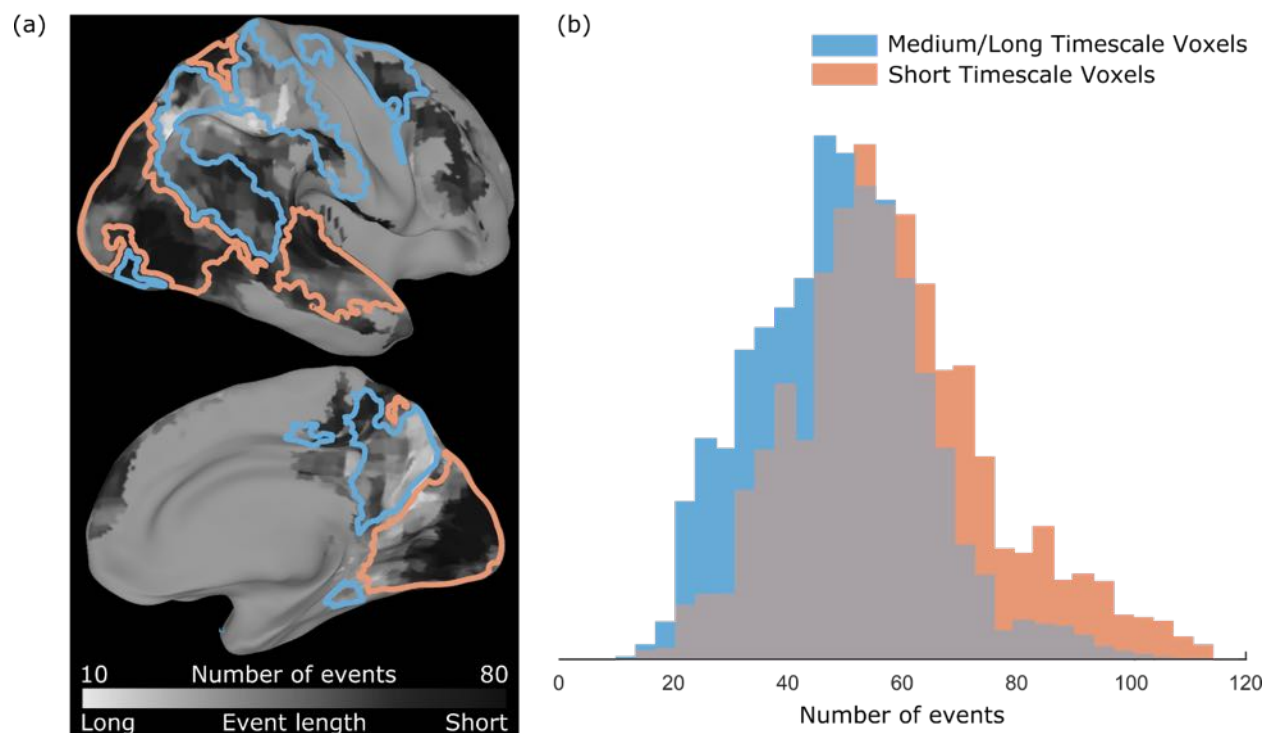 (a)
10 Number of events 80
Long Event length Short
(b)
Medium/Long Timescale Voxels
Short Timescale Voxels
0 20 40 60 80 100 120
Number of events